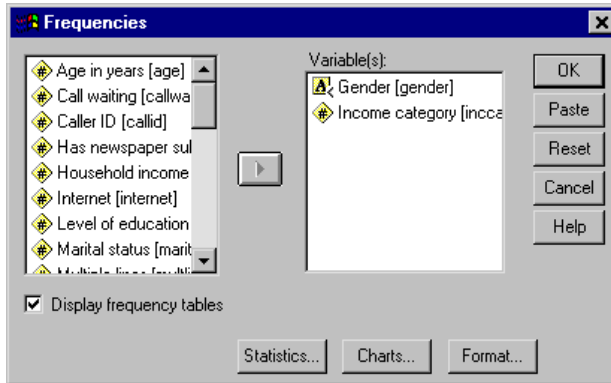 Frequencies
Age in years [age]
Call waiting [callwa
Caller ID [callid]
Has newspaper sul
Household income
Internet [internet]
Level of education
Marital status [marit
Variable(s):
Gender [gender]
Income category [incca
OK
Paste
Reset
Cancel
Help
Display frequency tables
Statistics...
Charts...
Format...